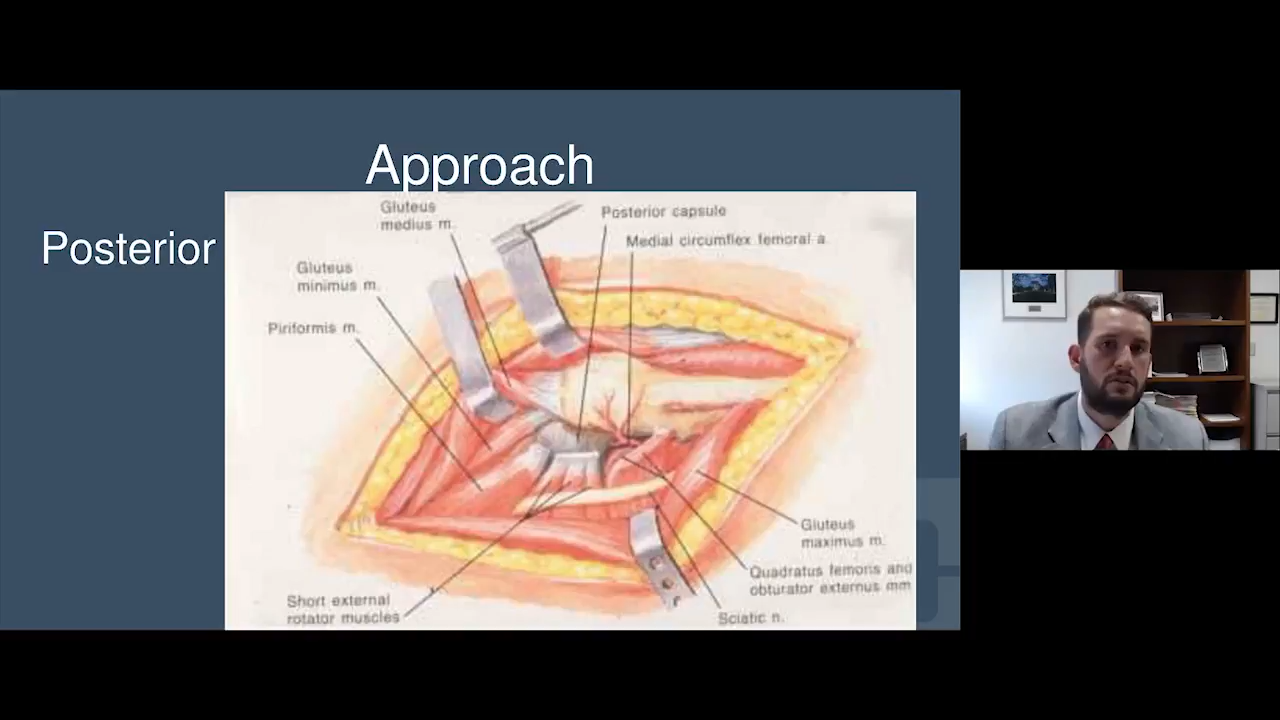 Approach
Posterior
Gluteus
medius m.
Posterior capsule
Medial circumflex femoral a.
Gluteus
minimus m.
Piriformis m.
Gluteus
maximus m.
Quadratus femoris and
obturator externus mm
Sciatic n.
Short external
rotator muscles